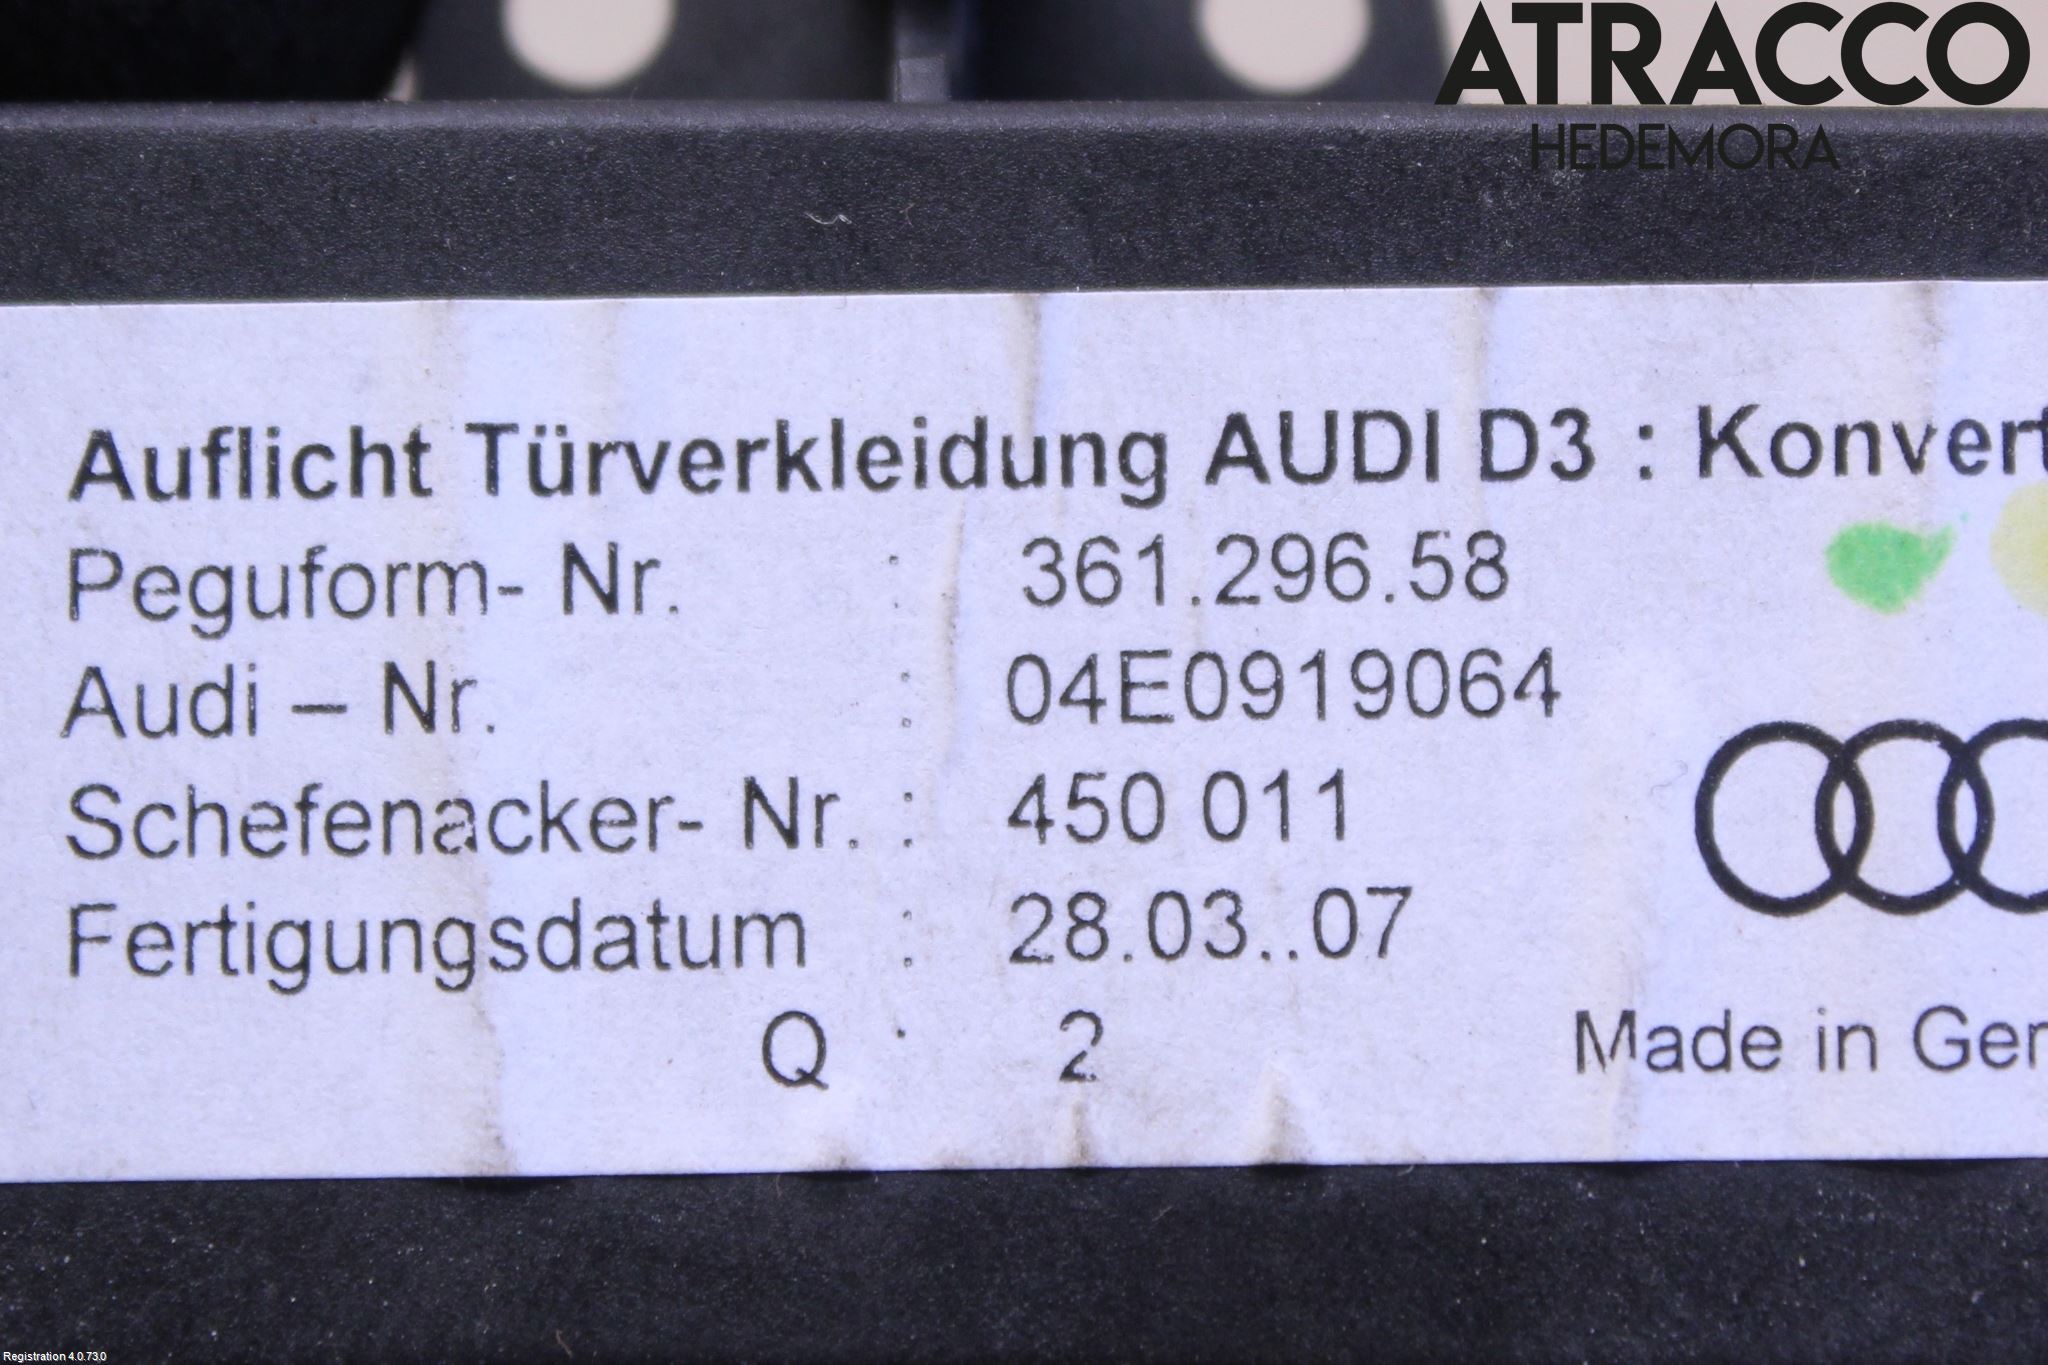 ATRACCO
HEDEMORA
Auflicht Türverkleidung AUDI D3 : Konvert
Peguform- Nr. : 361.296.58
Audi – Nr. : 04E0919064
Schefenacker- Nr. : 450 011
Fertigungsdatum : 28.03..07
Q : 2
Made in Ger
Registration 4.0.73.0